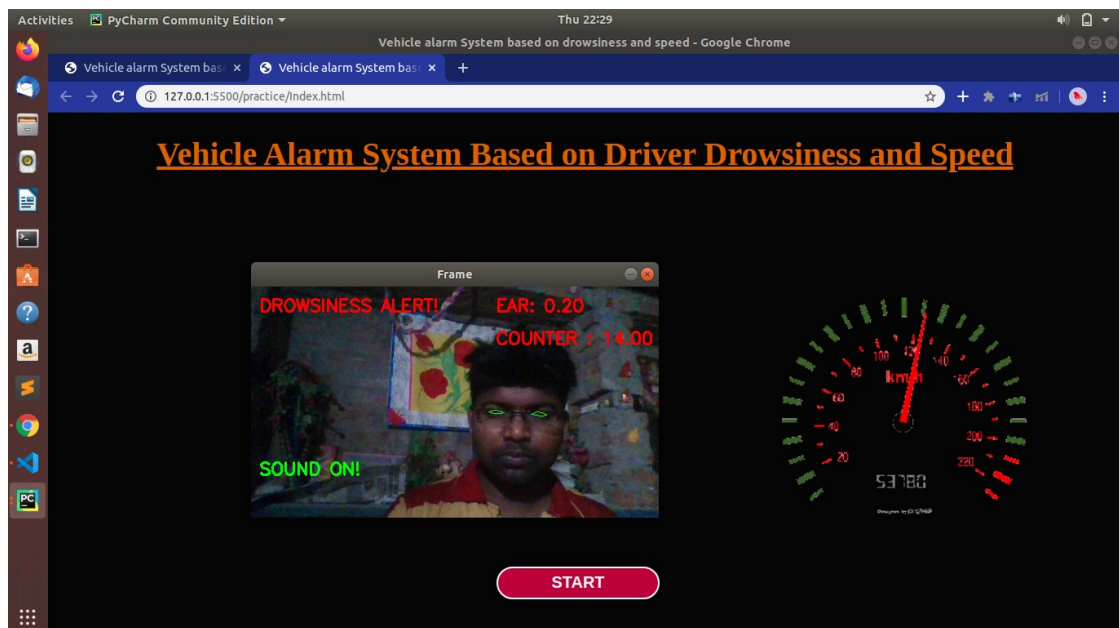 Activities PyCharm Community Edition Thu 22:29
Vehicle alarm System based on drowsiness and speed - Google Chrome
Vehicle alarm System bas Vehicle alarm System bas
127.0.0.1:5500/practice/Index.html
Vehicle Alarm System Based on Driver Drowsiness and Speed
Frame
DROWSINESS ALERT! EAR: 0.20
COUNTER : 14.00
SOUND ON!
20
40
60
80
100
140
160
180
200
220
km/h
53780
START